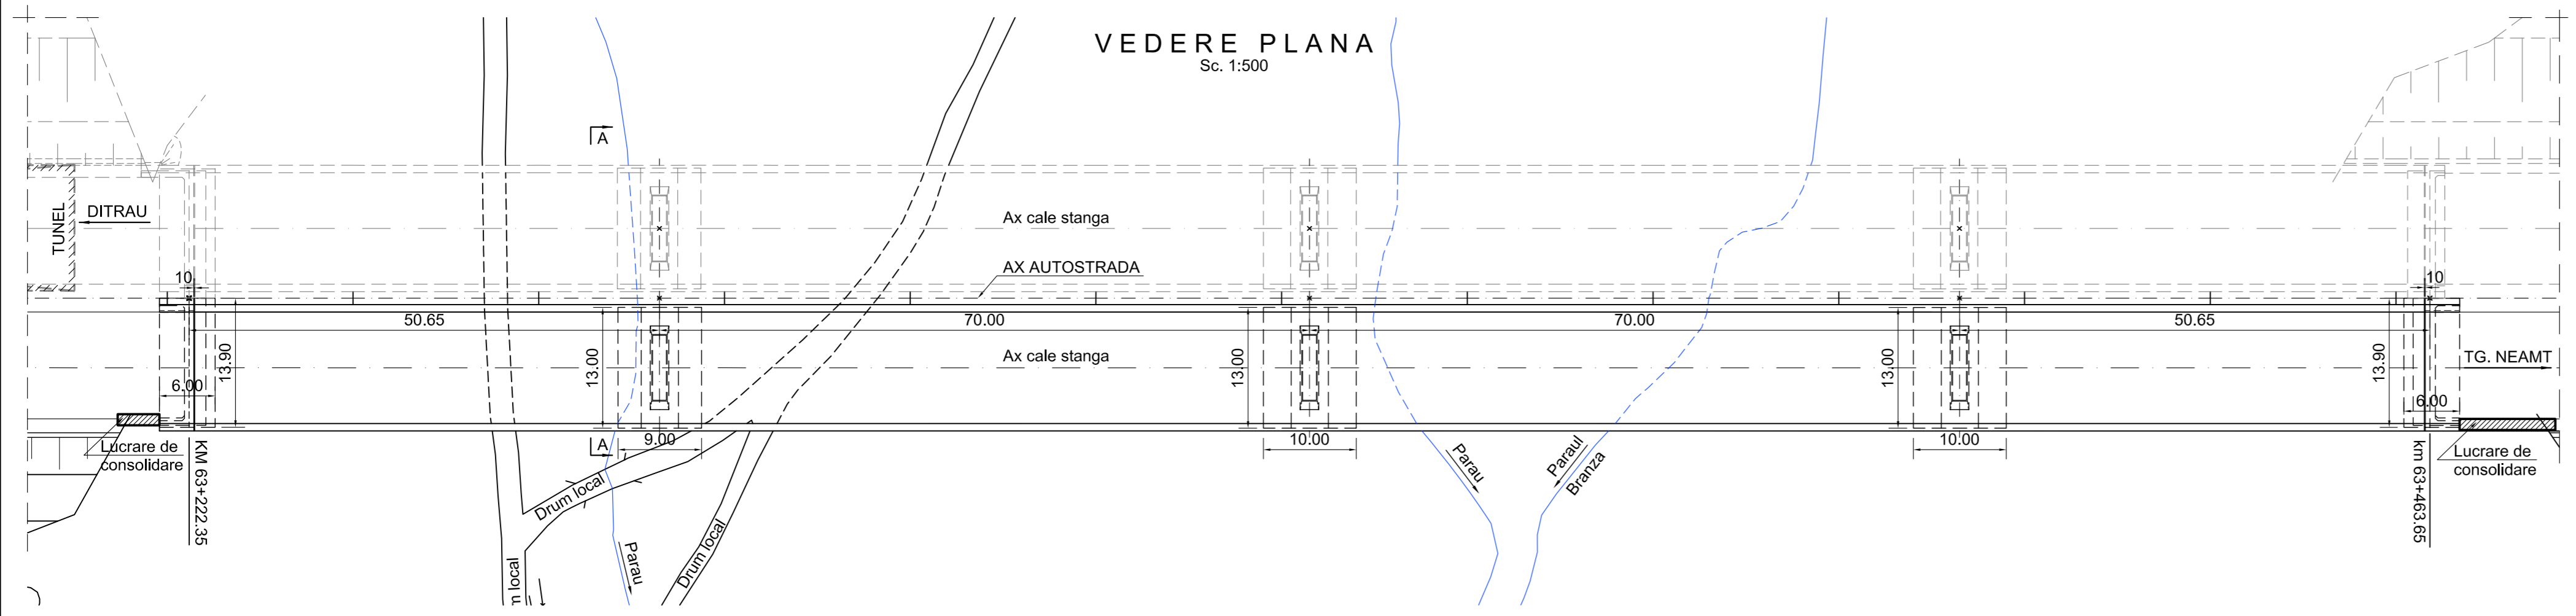 VEDERE PLANA
Sc. 1:500
A
TUNEL
DITRAU
Ax cale stanga
10
AX AUTOSTRADA
10
50.65
70.00
70.00
50.65
13.90
13.00
13.00
13.00
13.90
Ax cale stanga
TG. NEAMT
6.00
6.00
Lucrare de
consolidare
KM 63+222.35
A
9.00
10.00
10.00
km 63+463.65
Lucrare de
consolidare
Drum local
Parau
Paraul
Branza
Parau
Drum local
m local